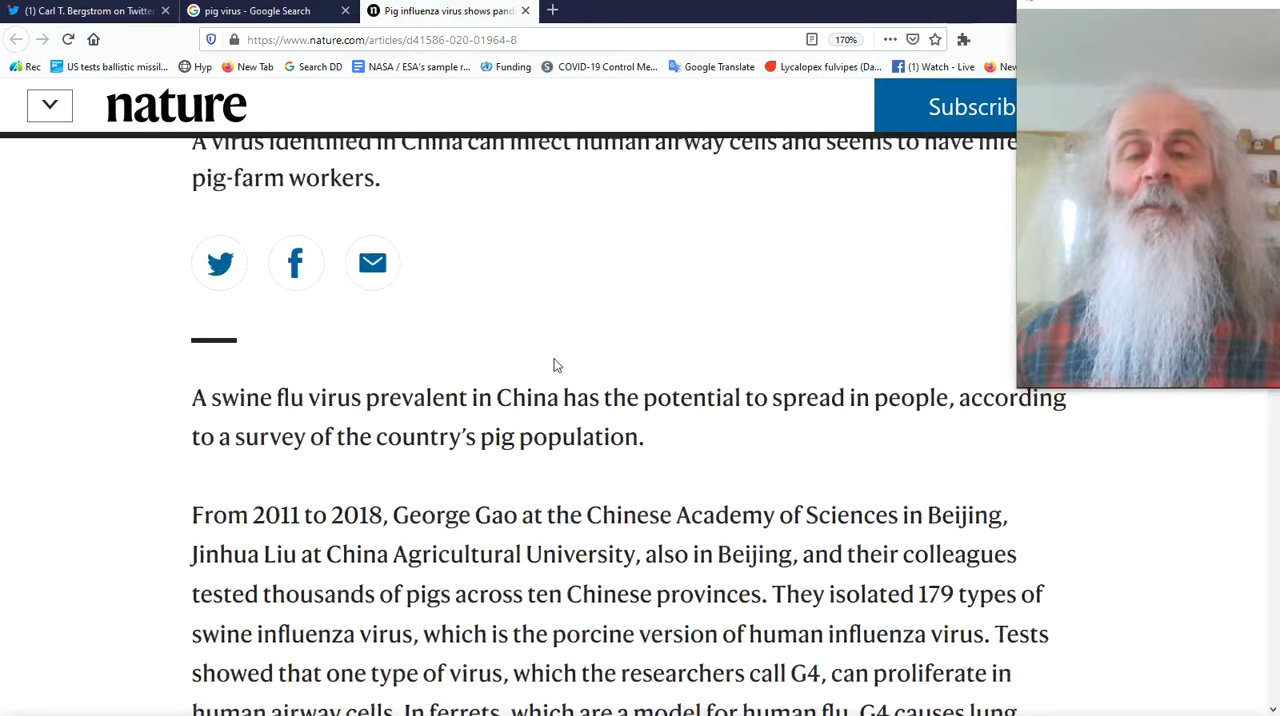 (1) Carl T. Bergstrom on Twitte
pig virus - Google Search
Pig influenza virus shows pand
https://www.nature.com/articles/d41586-020-01964-8
170%
Rec
US tests ballistic missil...
Hyp
New Tab
Search DD
NASA / ESA's sample r...
Funding
COVID-19 Control Me...
Google Translate
Lycalopex fulvipes (Da...
(1) Watch - Live
New
nature
Subscrib
A virus identified in China can infect human airway cells and seems to have infe
pig-farm workers.
A swine flu virus prevalent in China has the potential to spread in people, according
to a survey of the country's pig population.
From 2011 to 2018, George Gao at the Chinese Academy of Sciences in Beijing,
Jinhua Liu at China Agricultural University, also in Beijing, and their colleagues
tested thousands of pigs across ten Chinese provinces. They isolated 179 types of
swine influenza virus, which is the porcine version of human influenza virus. Tests
showed that one type of virus, which the researchers call G4, can proliferate in
human airway cells. In ferrets, which are a model for human flu, G4 causes lung